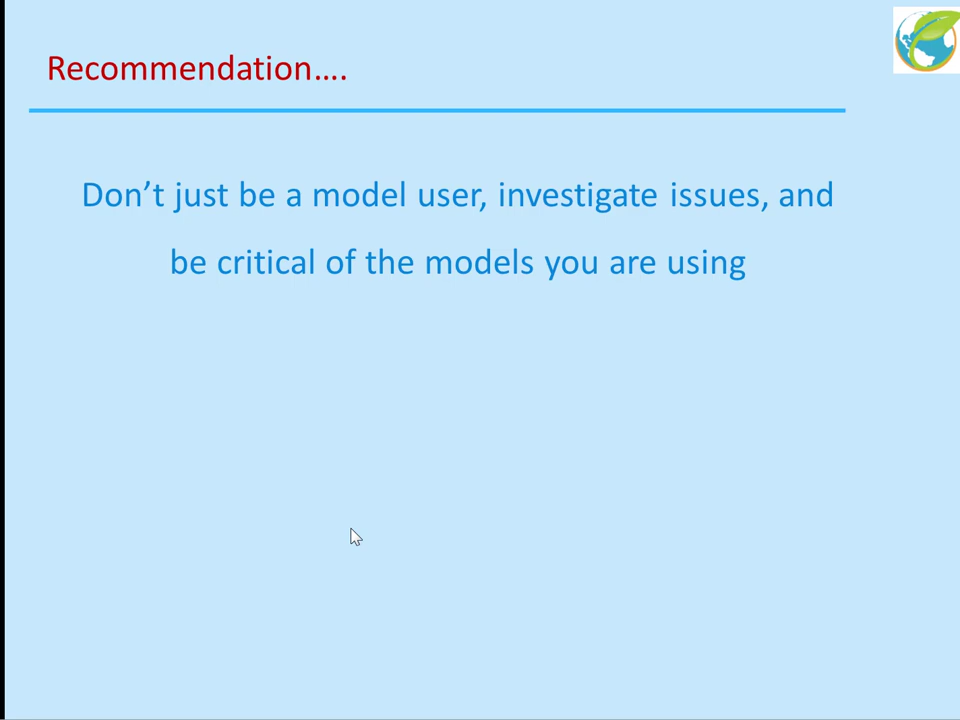 Recommendation….
Don’t just be a model user, investigate issues, and
be critical of the models you are using